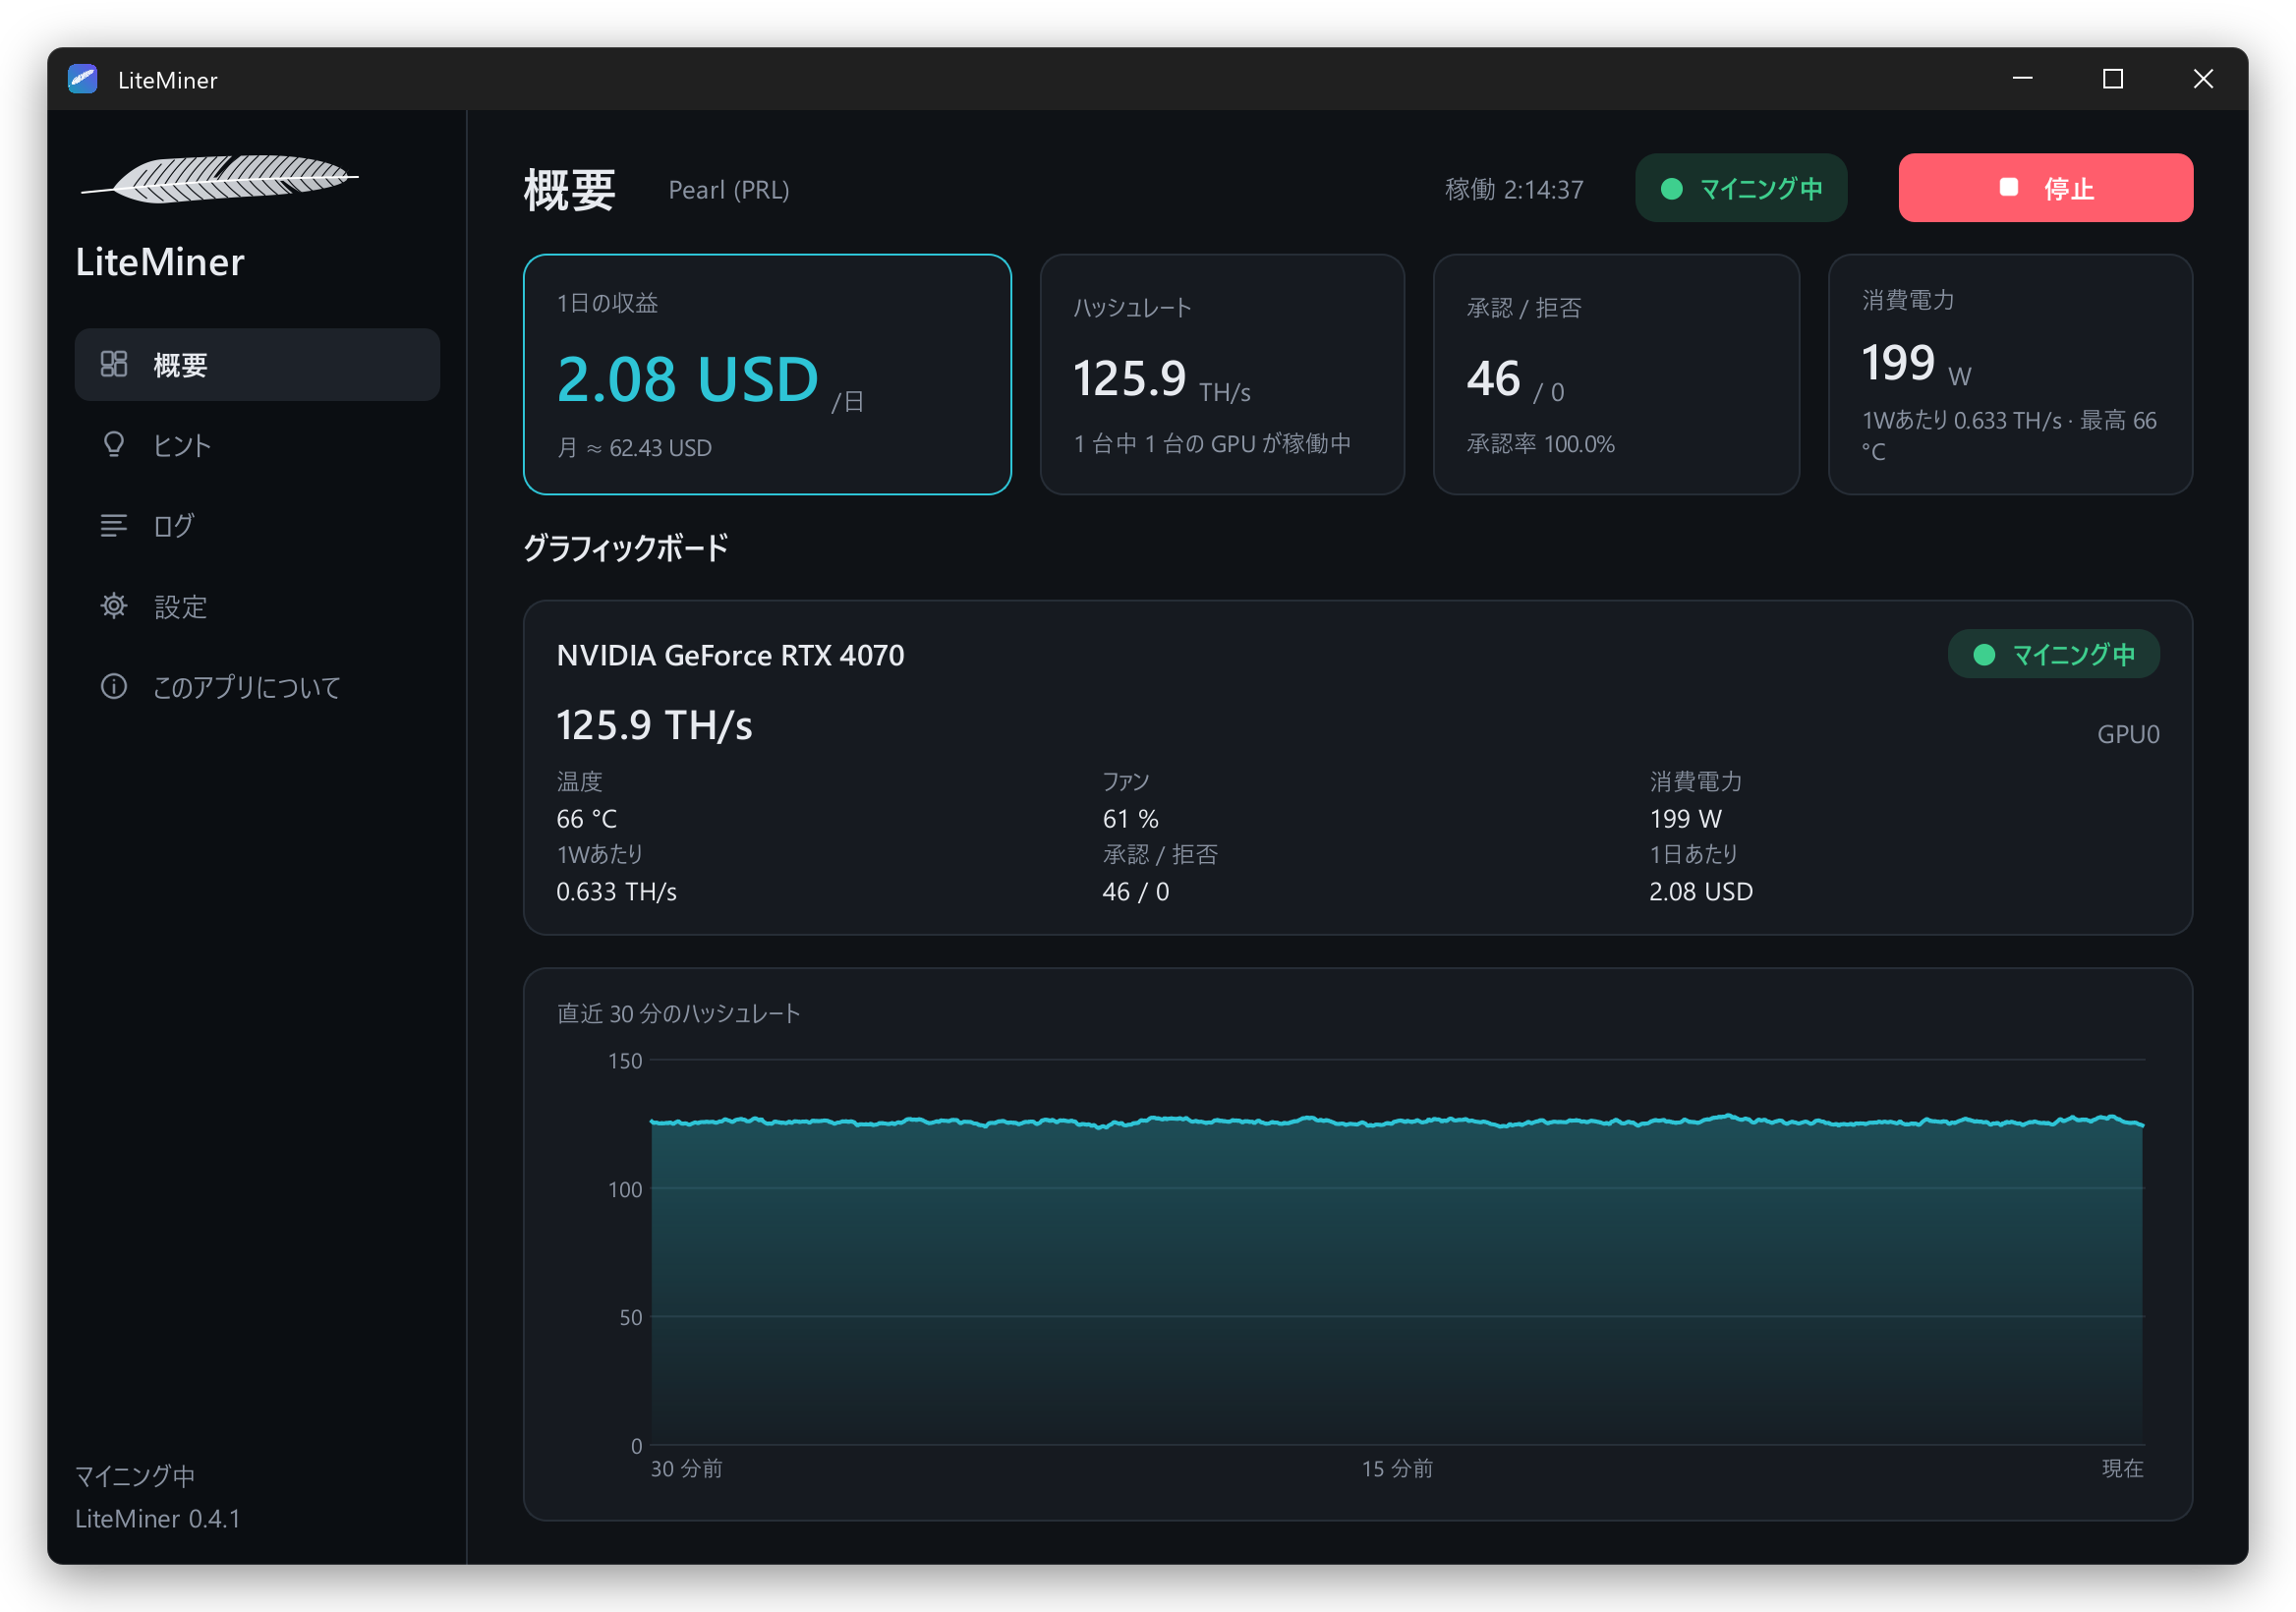 LiteMiner
LiteMiner
概要
ヒント
ログ
設定
このアプリについて
マイニング中
LiteMiner 0.4.1
概要
Pearl (PRL)
稼働 2:14:37
マイニング中
停止
1日の収益
2.08 USD /日
月 ≈ 62.43 USD
ハッシュレート
125.9 TH/s
1 台中 1 台の GPU が稼働中
承認 / 拒否
46 / 0
承認率 100.0%
消費電力
199 W
1Wあたり 0.633 TH/s · 最高 66
°C
グラフィックボード
NVIDIA GeForce RTX 4070
マイニング中
125.9 TH/s
GPU0
温度
66 °C
ファン
61 %
消費電力
199 W
1Wあたり
0.633 TH/s
承認 / 拒否
46 / 0
1日あたり
2.08 USD
直近 30 分のハッシュレート
150
100
50
0
30 分前
15 分前
現在